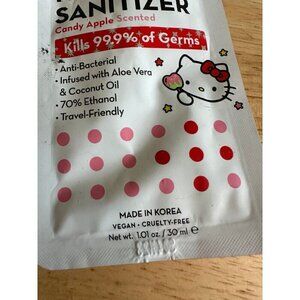 SANITIZER
Candy Apple Scented
Kills 99.9% of Germs
• Anti-Bacterial
• Infused with Aloe Vera
& Coconut Oil
• 70% Ethanol
• Travel-Friendly
MADE IN KOREA
VEGAN • CRUELTY-FREE
Net wt. 1.01 oz. / 30 ml e